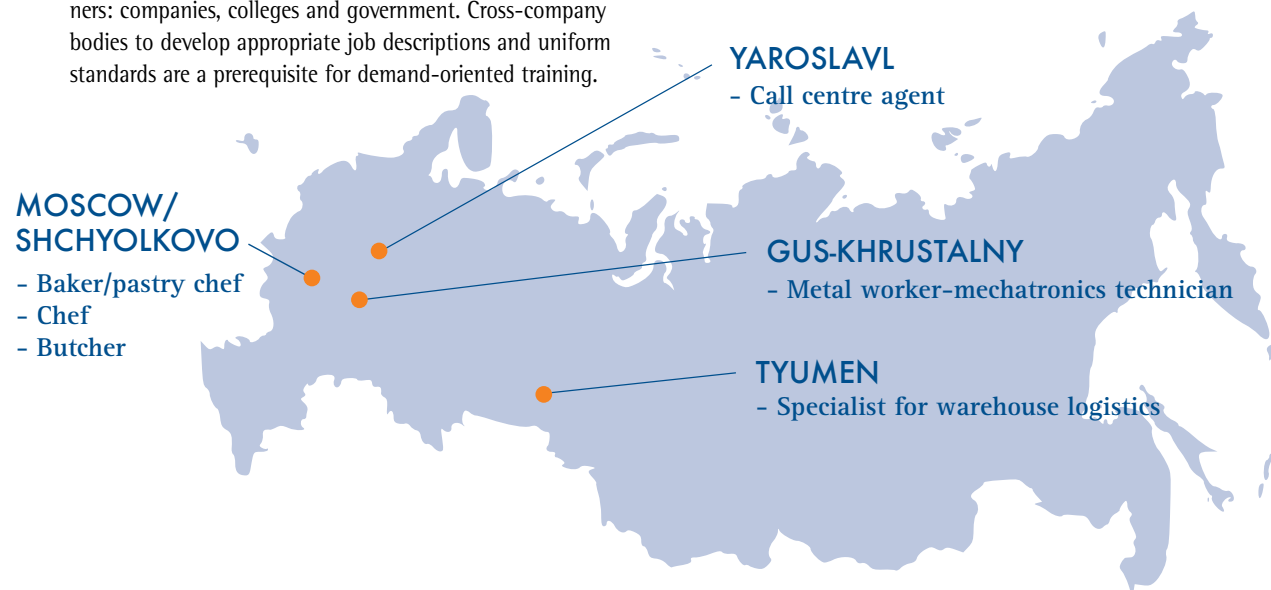 ners: companies, colleges and government. Cross-company
bodies to develop appropriate job descriptions and uniform
standards are a prerequisite for demand-oriented training.
YAROSLAVL
- Call centre agent
MOSCOW/
SHCHYOLKOVO
- Baker/pastry chef
- Chef
- Butcher
GUS-KHRUSTALNY
- Metal worker-mechatronics technician
TYUMEN
- Specialist for warehouse logistics